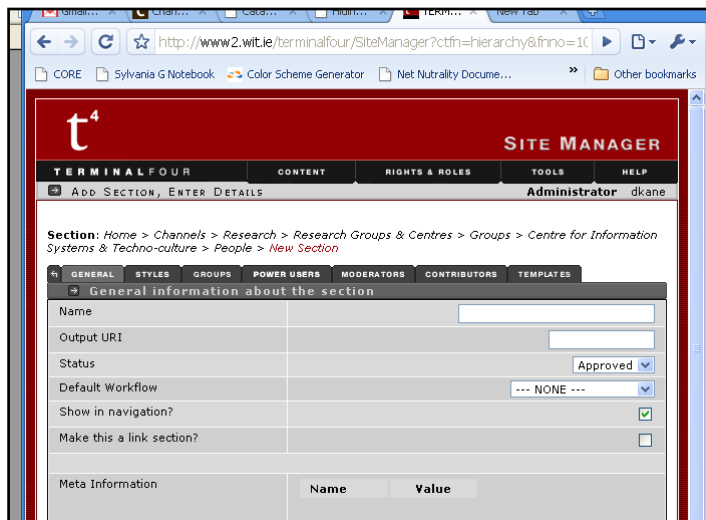 Gmail... Chan... Cata... Hidin... TERM... New Tab
http://www2.wit.ie/terminalfour/SiteManager?ctfn=hierarchy&fnno=10
CORE Sylvania G Notebook Color Scheme Generator Net Nutrality Docume... » Other bookmarks
t4
SITE MANAGER
TERMINALFOUR CONTENT RIGHTS & ROLES TOOLS HELP
ADD SECTION, ENTER DETAILS Administrator dkane
Section: Home > Channels > Research > Research Groups & Centres > Groups > Centre for Information
Systems & Techno-culture > People > New Section
GENERAL STYLES GROUPS POWER USERS MODERATORS CONTRIBUTORS TEMPLATES
General information about the section
Name
Output URI
Status Approved
Default Workflow --- NONE ---
Show in navigation?
Make this a link section?
Meta Information Name Value